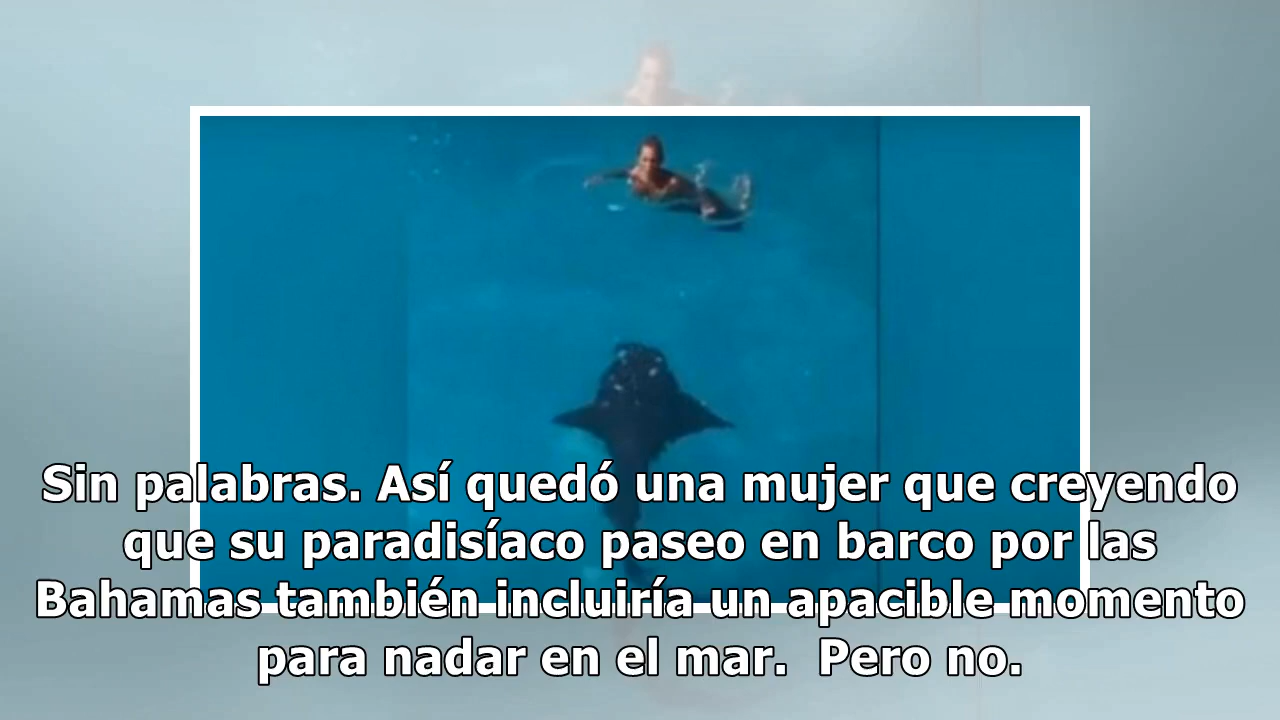 Sin palabras. Así quedó una mujer que creyendo
que su paradisíaco paseo en barco por las
Bahamas también incluiría un apacible momento
para nadar en el mar.  Pero no.